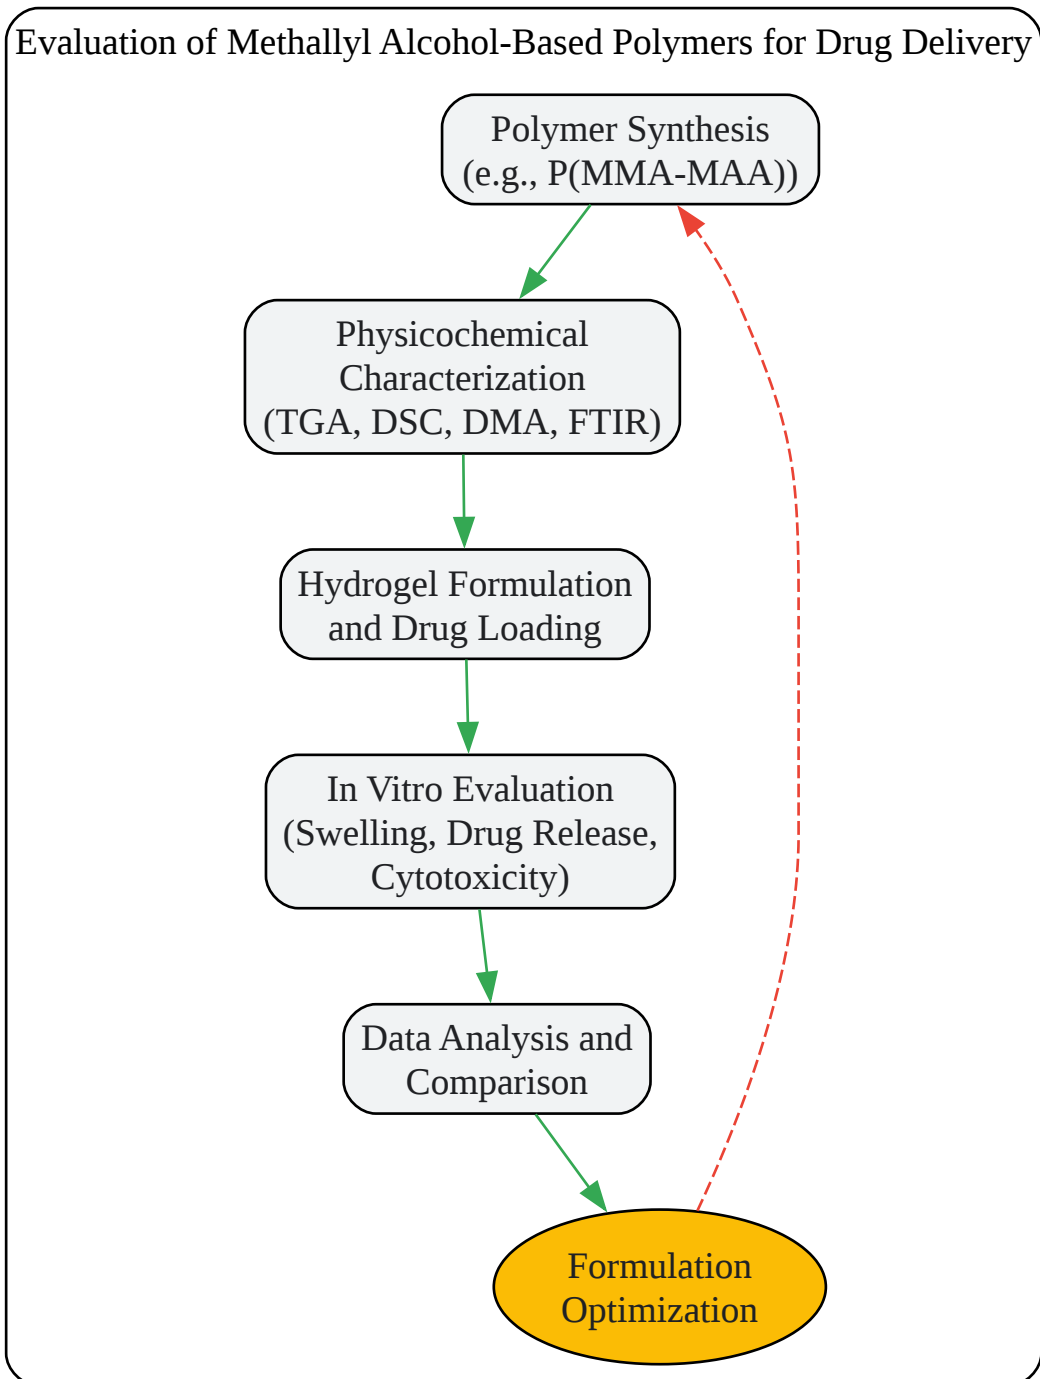 Evaluation of Methallyl Alcohol-Based Polymers for Drug Delivery
Polymer Synthesis
(e.g., P(MMA-MAA))
Physicochemical
Characterization
(TGA, DSC, DMA, FTIR)
Hydrogel Formulation
and Drug Loading
In Vitro Evaluation
(Swelling, Drug Release,
Cytotoxicity)
Data Analysis and
Comparison
Formulation
Optimization